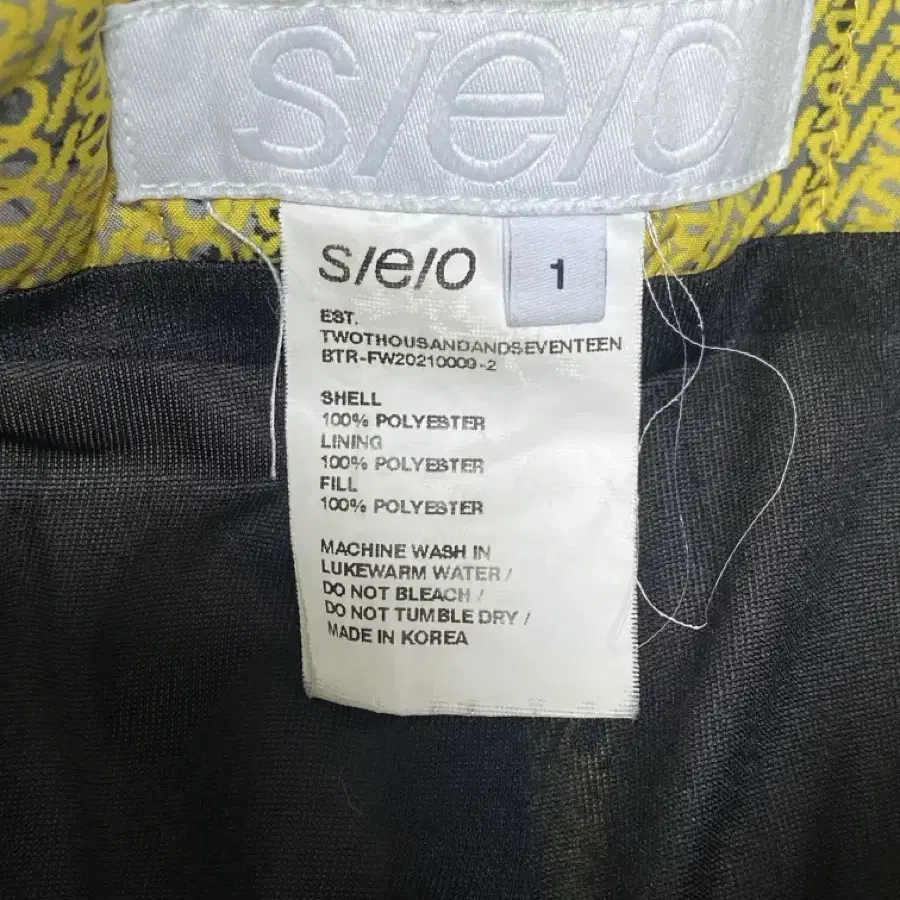 s/e/o
s/e/o
1
EST.
TWOTHOUSANDANDSEVENTEEN
BTR-FW20210009-2
SHELL
100% POLYESTER
LINING
100% POLYESTER
FILL
100% POLYESTER
MACHINE WASH IN
LUKEWARM WATER /
DO NOT BLEACH /
DO NOT TUMBLE DRY /
MADE IN KOREA